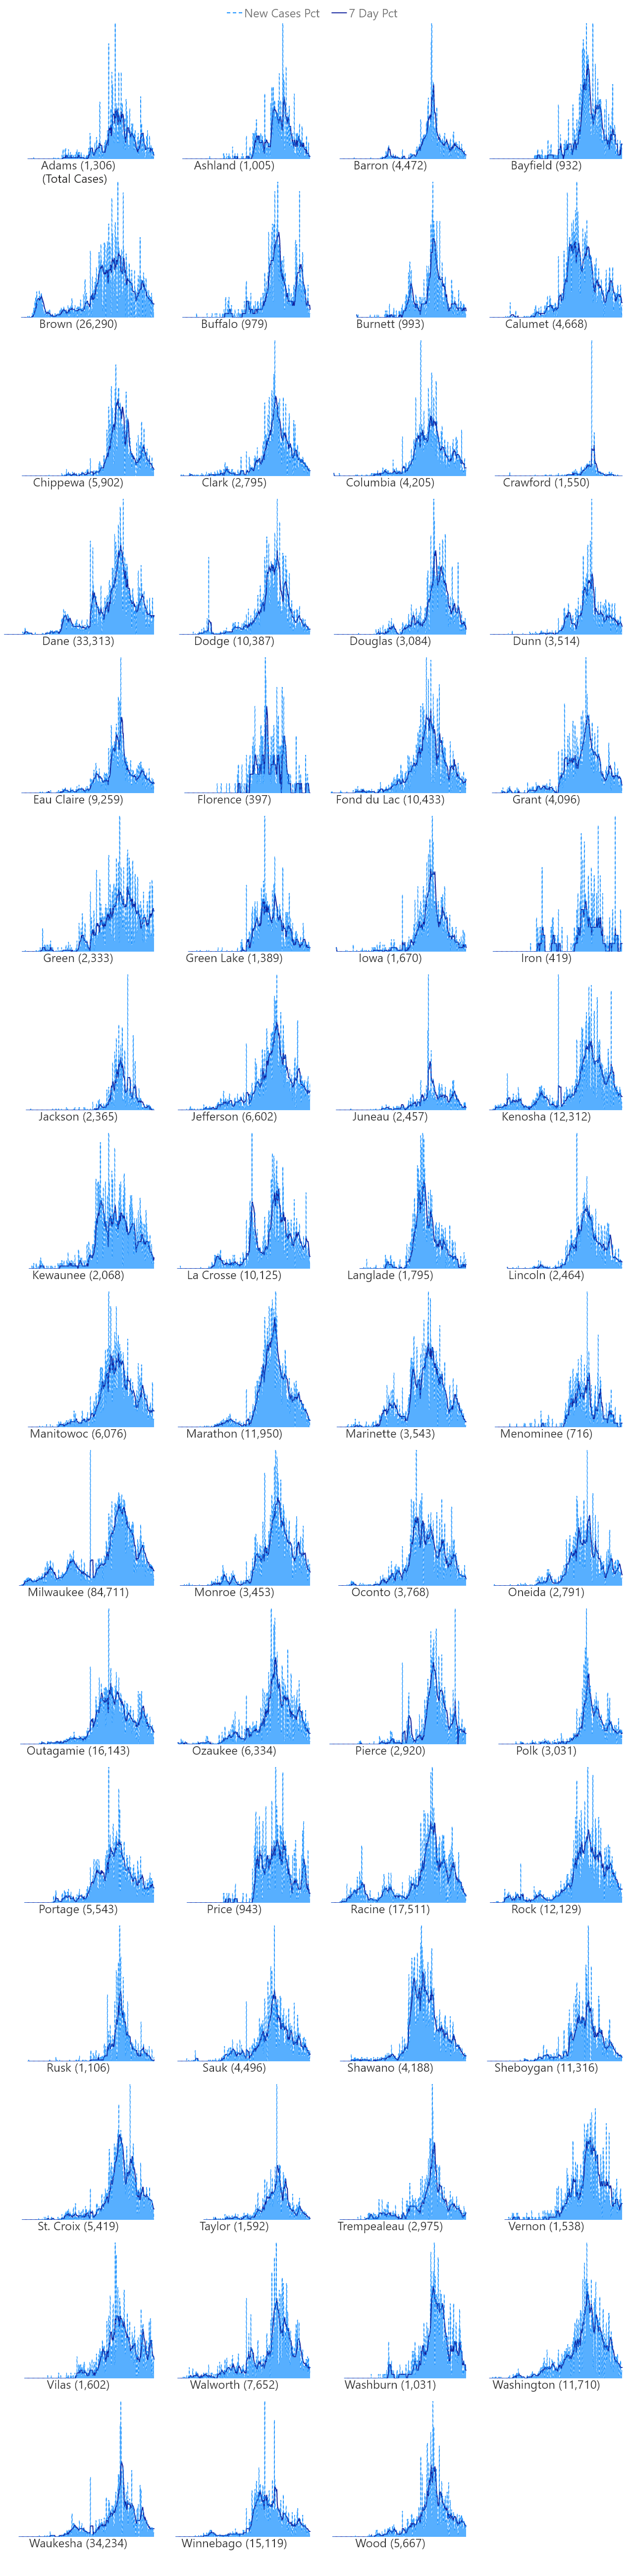 New Cases Pct 7 Day Pct
Adams (1,306) Ashland (1,005) Barron (4,472) Bayfield (932)
(Total Cases)
Brown (26,290) Buffalo (979) Burnett (993) Calumet (4,668)
Chippewa (5,902) Clark (2,795) Columbia (4,205) Crawford (1,550)
Dane (33,313) Dodge (10,387) Douglas (3,084) Dunn (3,514)
Eau Claire (9,259) Florence (397) Fond du Lac (10,433) Grant (4,096)
Green (2,333) Green Lake (1,389) Iowa (1,670) Iron (419)
Jackson (2,365) Jefferson (6,602) Juneau (2,457) Kenosha (12,312)
Kewaunee (2,068) La Crosse (10,125) Langlade (1,795) Lincoln (2,464)
Manitowoc (6,076) Marathon (11,950) Marinette (3,543) Menominee (716)
Milwaukee (84,711) Monroe (3,453) Oconto (3,768) Oneida (2,791)
Outagamie (16,143) Ozaukee (6,334) Pierce (2,920) Polk (3,031)
Portage (5,543) Price (943) Racine (17,511) Rock (12,129)
Rusk (1,106) Sauk (4,496) Shawano (4,188) Sheboygan (11,316)
St. Croix (5,419) Taylor (1,592) Trempealeau (2,975) Vernon (1,538)
Vilas (1,602) Walworth (7,652) Washburn (1,031) Washington (11,710)
Waukesha (34,234) Winnebago (15,119) Wood (5,667)